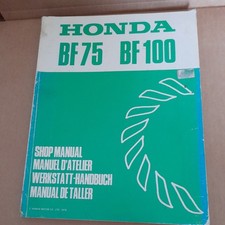 HONDA
BF75 BF100
SHOP MANUAL
MANUEL D'ATELIER
WERKSTATT-HANDBUCH
MANUAL DE TALLER